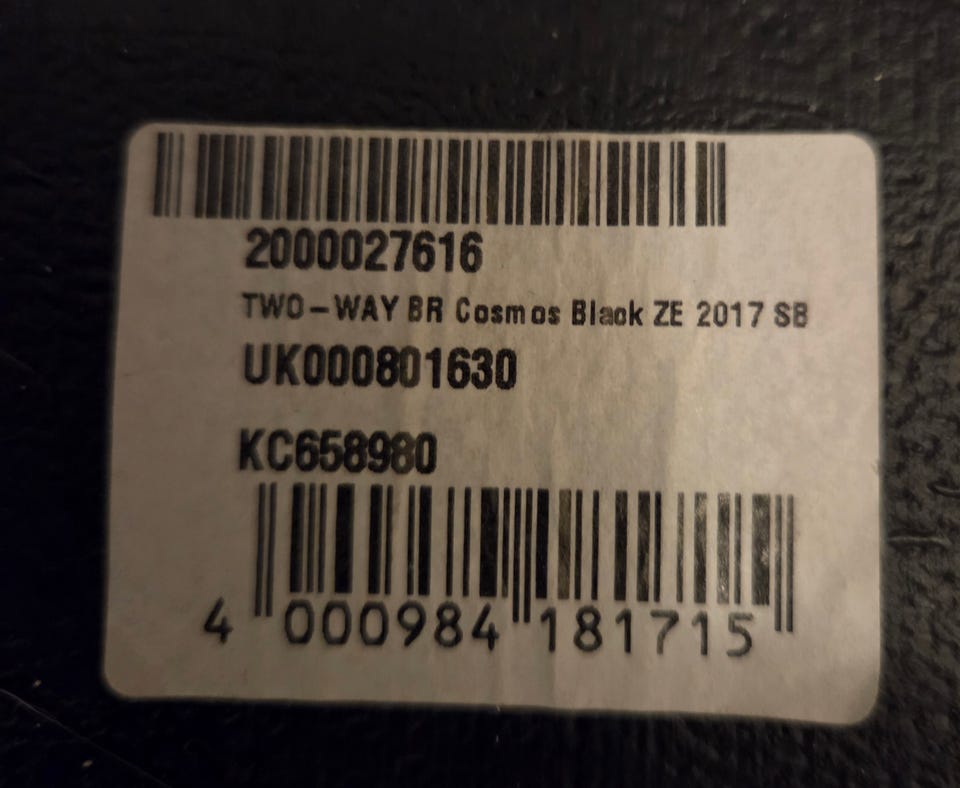 2000027616
TWO-WAY BR Cosmos Black ZE 2017 SB
UK000801630
KC658980
4 000984 181715